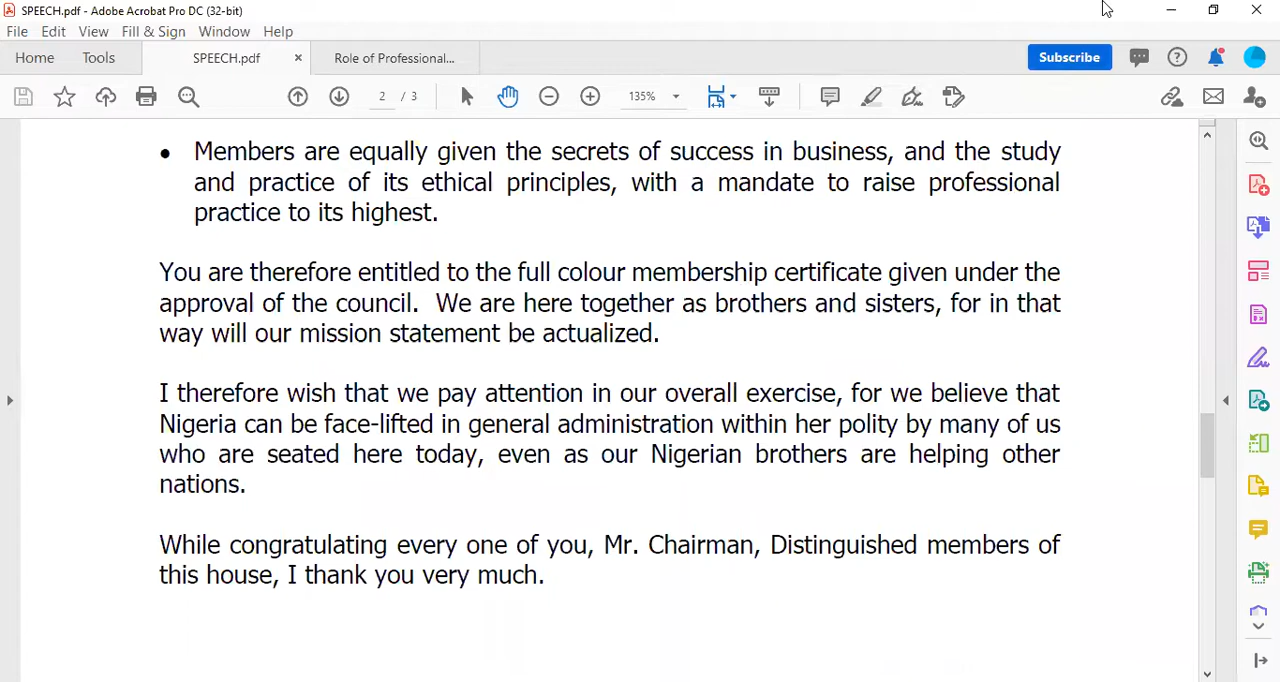 SPEECH.pdf - Adobe Acrobat Pro DC (32-bit)
File Edit View Fill & Sign Window Help
Home Tools SPEECH.pdf × Role of Professional... Subscribe
2 / 3 135%
• Members are equally given the secrets of success in business, and the study
and practice of its ethical principles, with a mandate to raise professional
practice to its highest.
You are therefore entitled to the full colour membership certificate given under the
approval of the council. We are here together as brothers and sisters, for in that
way will our mission statement be actualized.
I therefore wish that we pay attention in our overall exercise, for we believe that
Nigeria can be face-lifted in general administration within her polity by many of us
who are seated here today, even as our Nigerian brothers are helping other
nations.
While congratulating every one of you, Mr. Chairman, Distinguished members of
this house, I thank you very much.